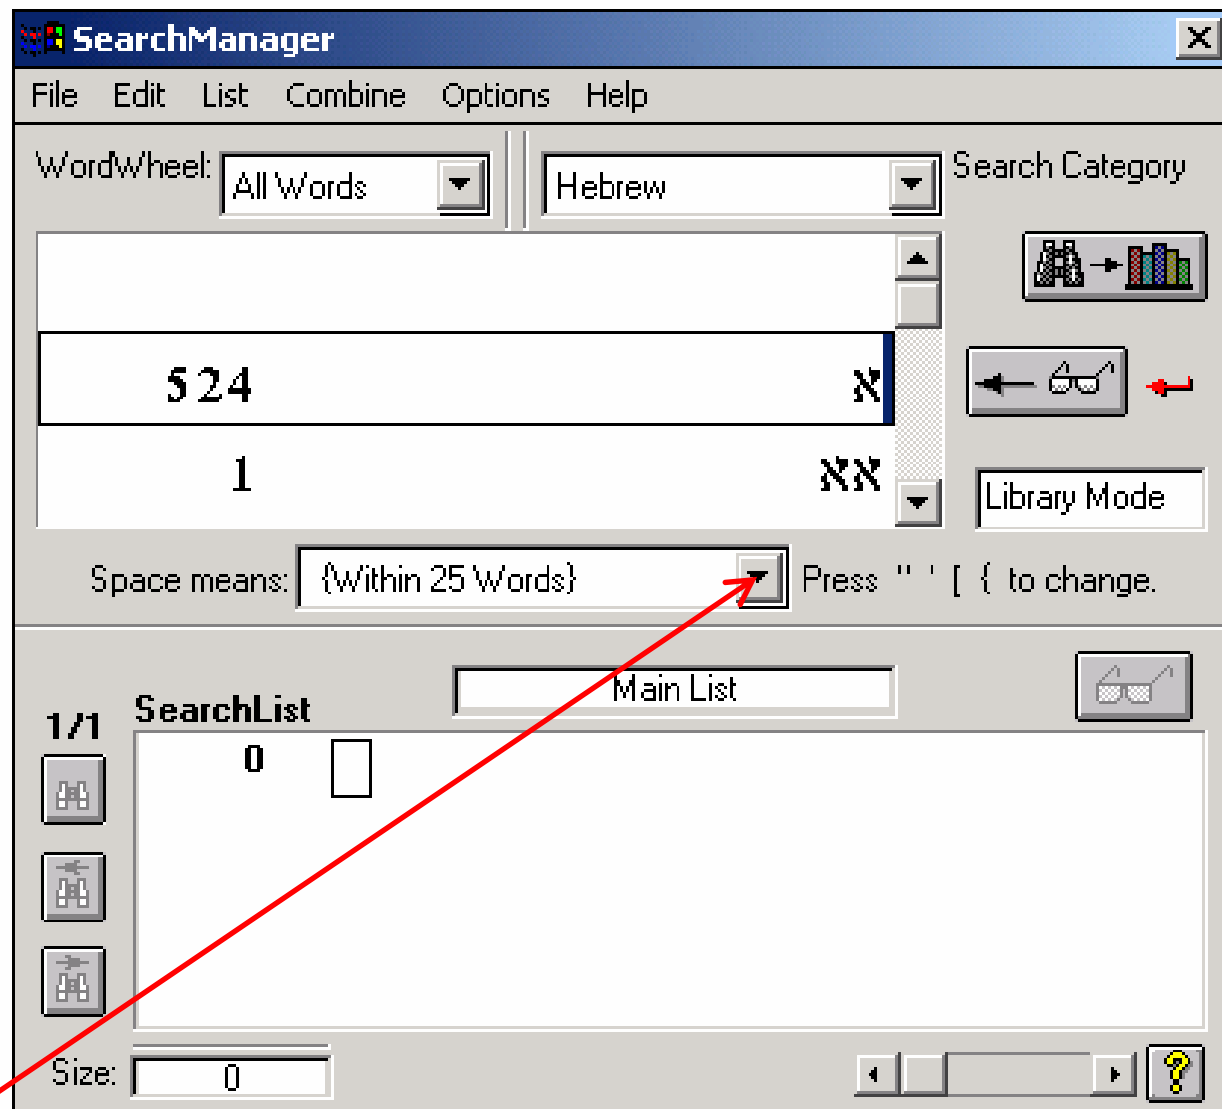 SearchManager
File Edit List Combine Options Help
WordWheel: All Words Hebrew Search Category
524 א
1 אא
Library Mode
Space means: {Within 25 Words} Press " ' [ { to change.
Main List
1/1 SearchList
0
Size: 0